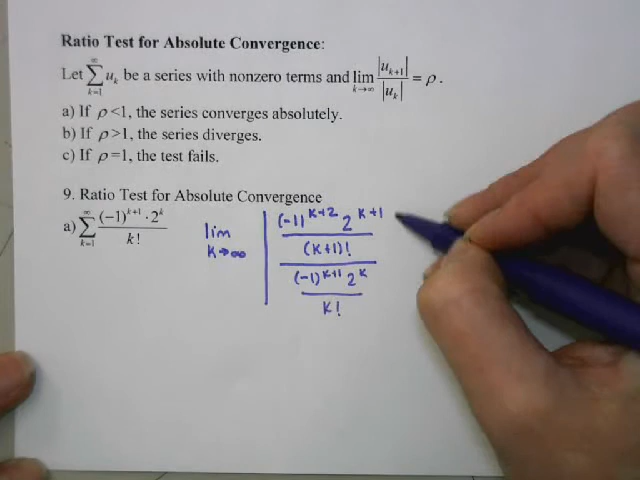 Ratio Test for Absolute Convergence:
Let ∑_{k=1}^{∞} u_k be a series with nonzero terms and lim_{k→∞} |u_{k+1}| / |u_k| = ρ.
a) If ρ<1, the series converges absolutely.
b) If ρ>1, the series diverges.
c) If ρ=1, the test fails.
9. Ratio Test for Absolute Convergence
a) ∑_{k=1}^{∞} (-1)^{k+1} · 2^k / k! lim_{k→∞} | ((-1)^{k+2} 2^{k+1} / (k+1)!) / ((-1)^{k+1} 2^k / k!)